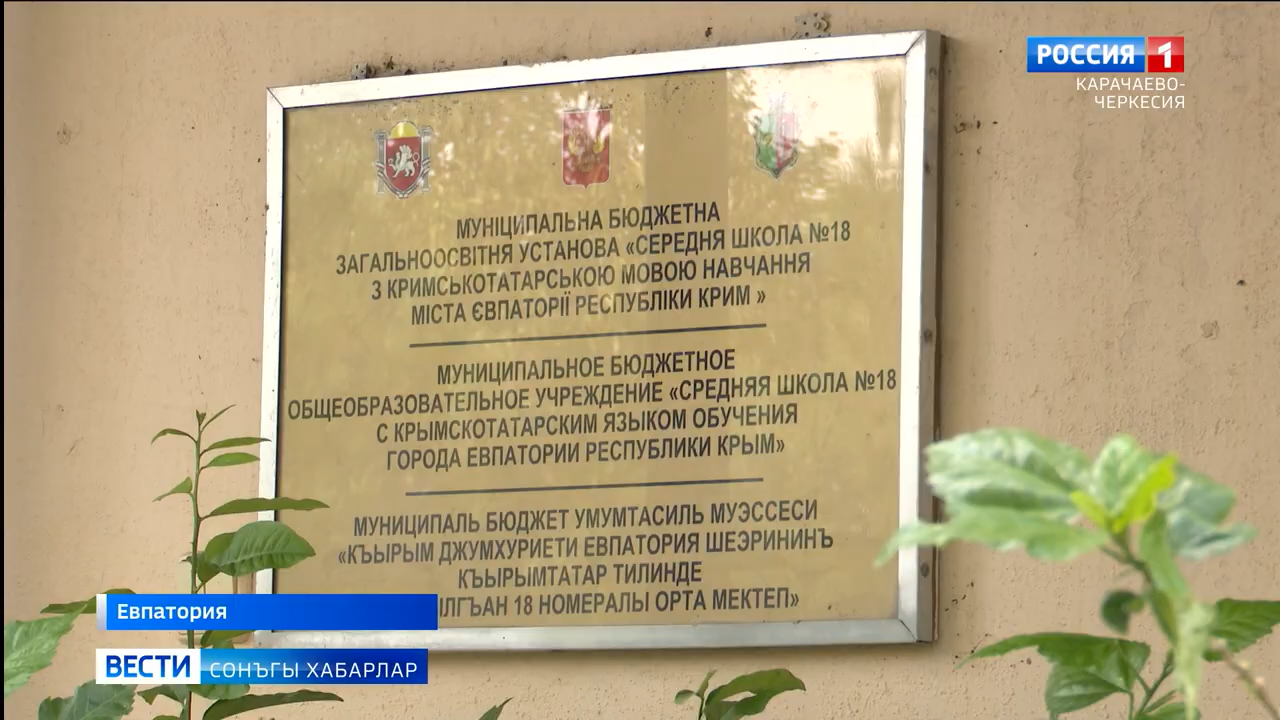 РОССИЯ 1
КАРАЧАЕВО-
ЧЕРКЕСИЯ
МУНІЦИПАЛЬНА БЮДЖЕТНА
ЗАГАЛЬНООСВІТНЯ УСТАНОВА «СЕРЕДНЯ ШКОЛА №18
З КРИМСЬКОТАТАРСЬКОЮ МОВОЮ НАВЧАННЯ
МІСТА ЄВПАТОРІЇ РЕСПУБЛІКИ КРИМ »
МУНИЦИПАЛЬНОЕ БЮДЖЕТНОЕ
ОБЩЕОБРАЗОВАТЕЛЬНОЕ УЧРЕЖДЕНИЕ «СРЕДНЯЯ ШКОЛА №18
С КРЫМСКОТАТАРСКИМ ЯЗЫКОМ ОБУЧЕНИЯ
ГОРОДА ЕВПАТОРИИ РЕСПУБЛИКИ КРЫМ»
МУНИЦИПАЛЬ БЮДЖЕТ УМУМТАСИЛЬ МУЭССЕСИ
«КЪЫРЫМ ДЖУМХУРИЕТИ ЕВПАТОРИЯ ШЕЭРИНИНЪ
КЪЫРЫМТАТАР ТИЛИНДЕ
18 НОМЕРАЛЫ ОРТА МЕКТЕП»
Евпатория
ВЕСТИ СОНЪГЫ ХАБАРЛАР